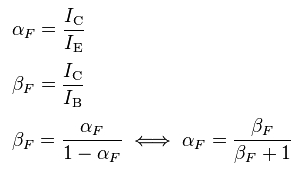 α_F = I_C / I_E
β_F = I_C / I_B
β_F = α_F / (1 − α_F) ⟺ α_F = β_F / (β_F + 1)